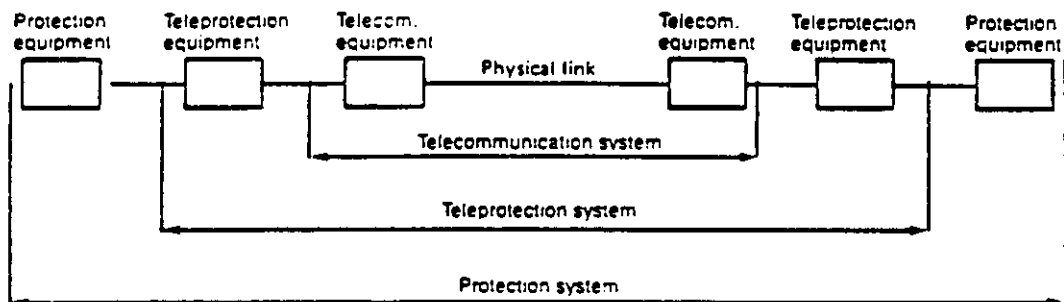 Protection
equipment
Teleprotection
equipment
Telecom.
equipment
Telecom.
equipment
Teleprotection
equipment
Protection
equipment
Physical link
Telecommunication system
Teleprotection system
Protection system